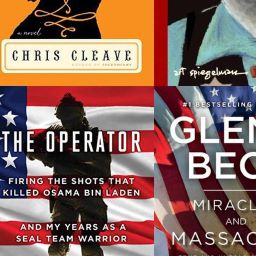 a novel
CHRIS CLEAVE
art spiegelman
THE OPERATOR
FIRING THE SHOTS THAT
KILLED OSAMA BIN LADEN
AND MY YEARS AS A
SEAL TEAM WARRIOR
#1 BESTSELLING
GLEN
BEC
MIRACL
AND
MASSAC